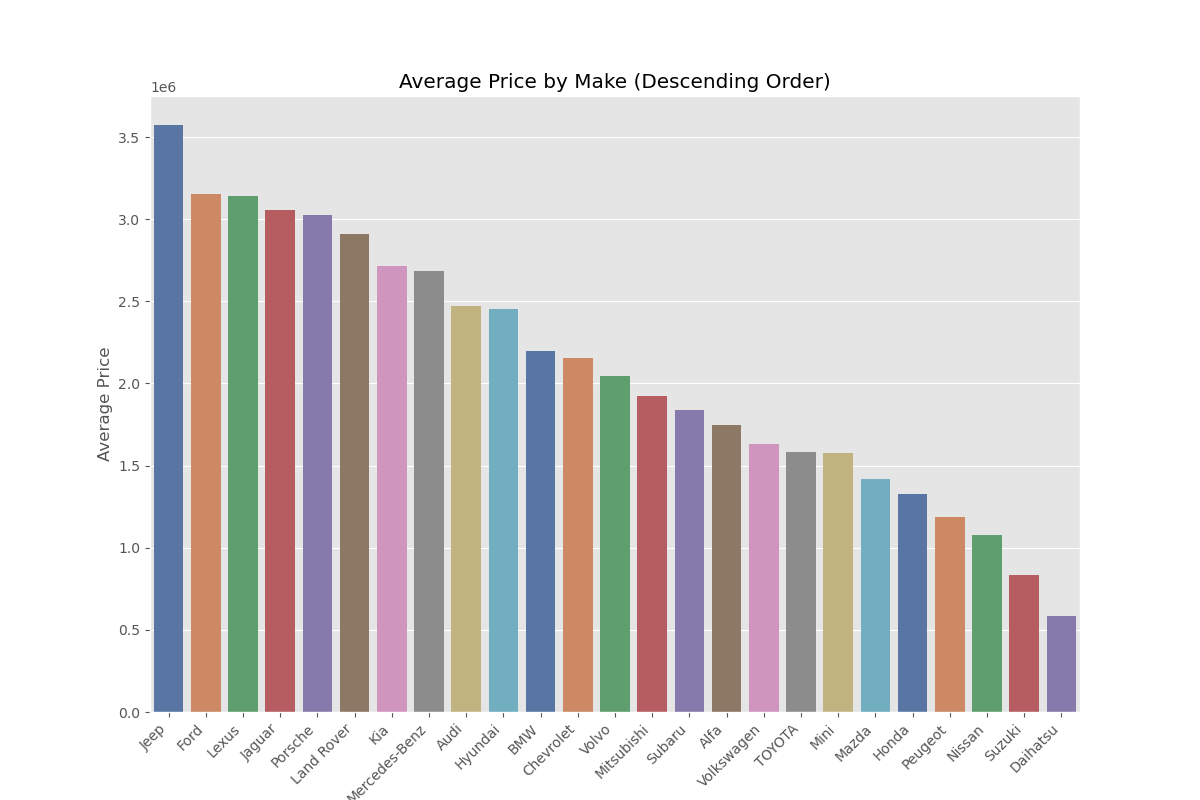 Average Price by Make (Descending Order)
1e6
3.5
3.0
2.5
2.0
1.5
1.0
0.5
0.0
Average Price
Jeep
Ford
Lexus
Jaguar
Porsche
Land Rover
Kia
Mercedes-Benz
Audi
Hyundai
BMW
Chevrolet
Volvo
Mitsubishi
Subaru
Alfa
Volkswagen
TOYOTA
Mini
Mazda
Honda
Peugeot
Nissan
Suzuki
Daihatsu